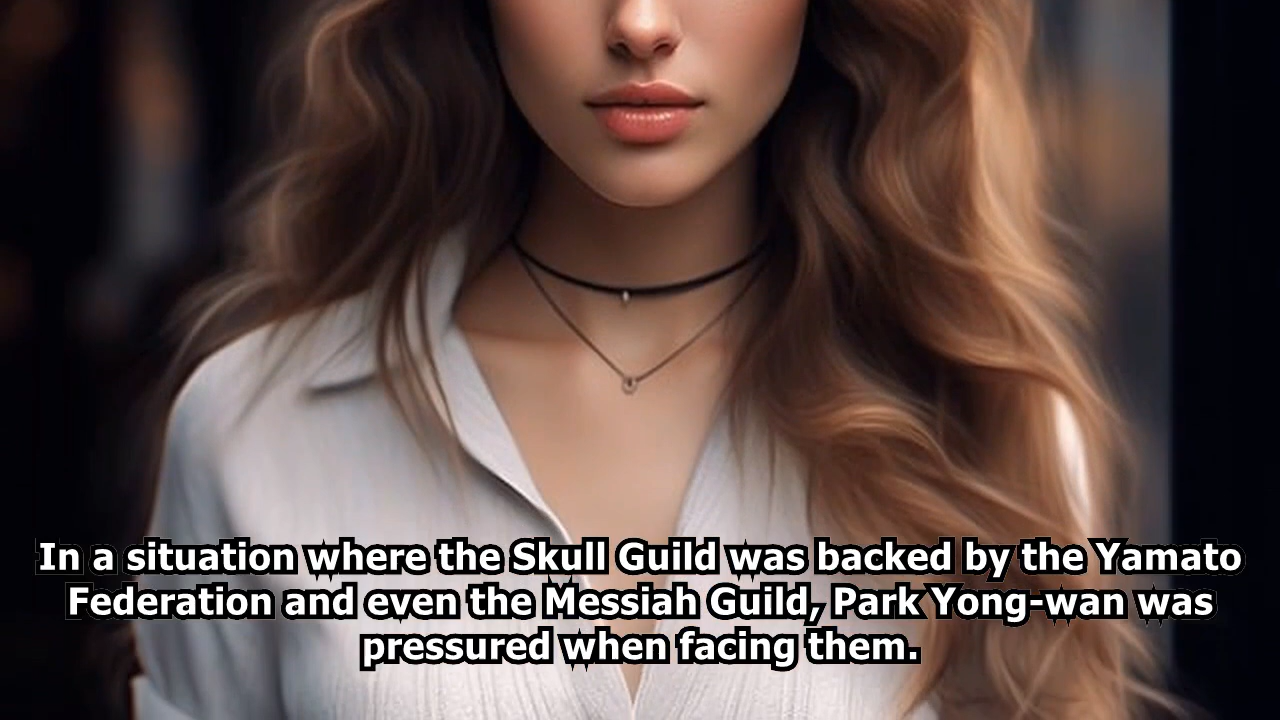 In a situation where the Skull Guild was backed by the Yamato
Federation and even the Messiah Guild, Park Yong-wan was
pressured when facing them.